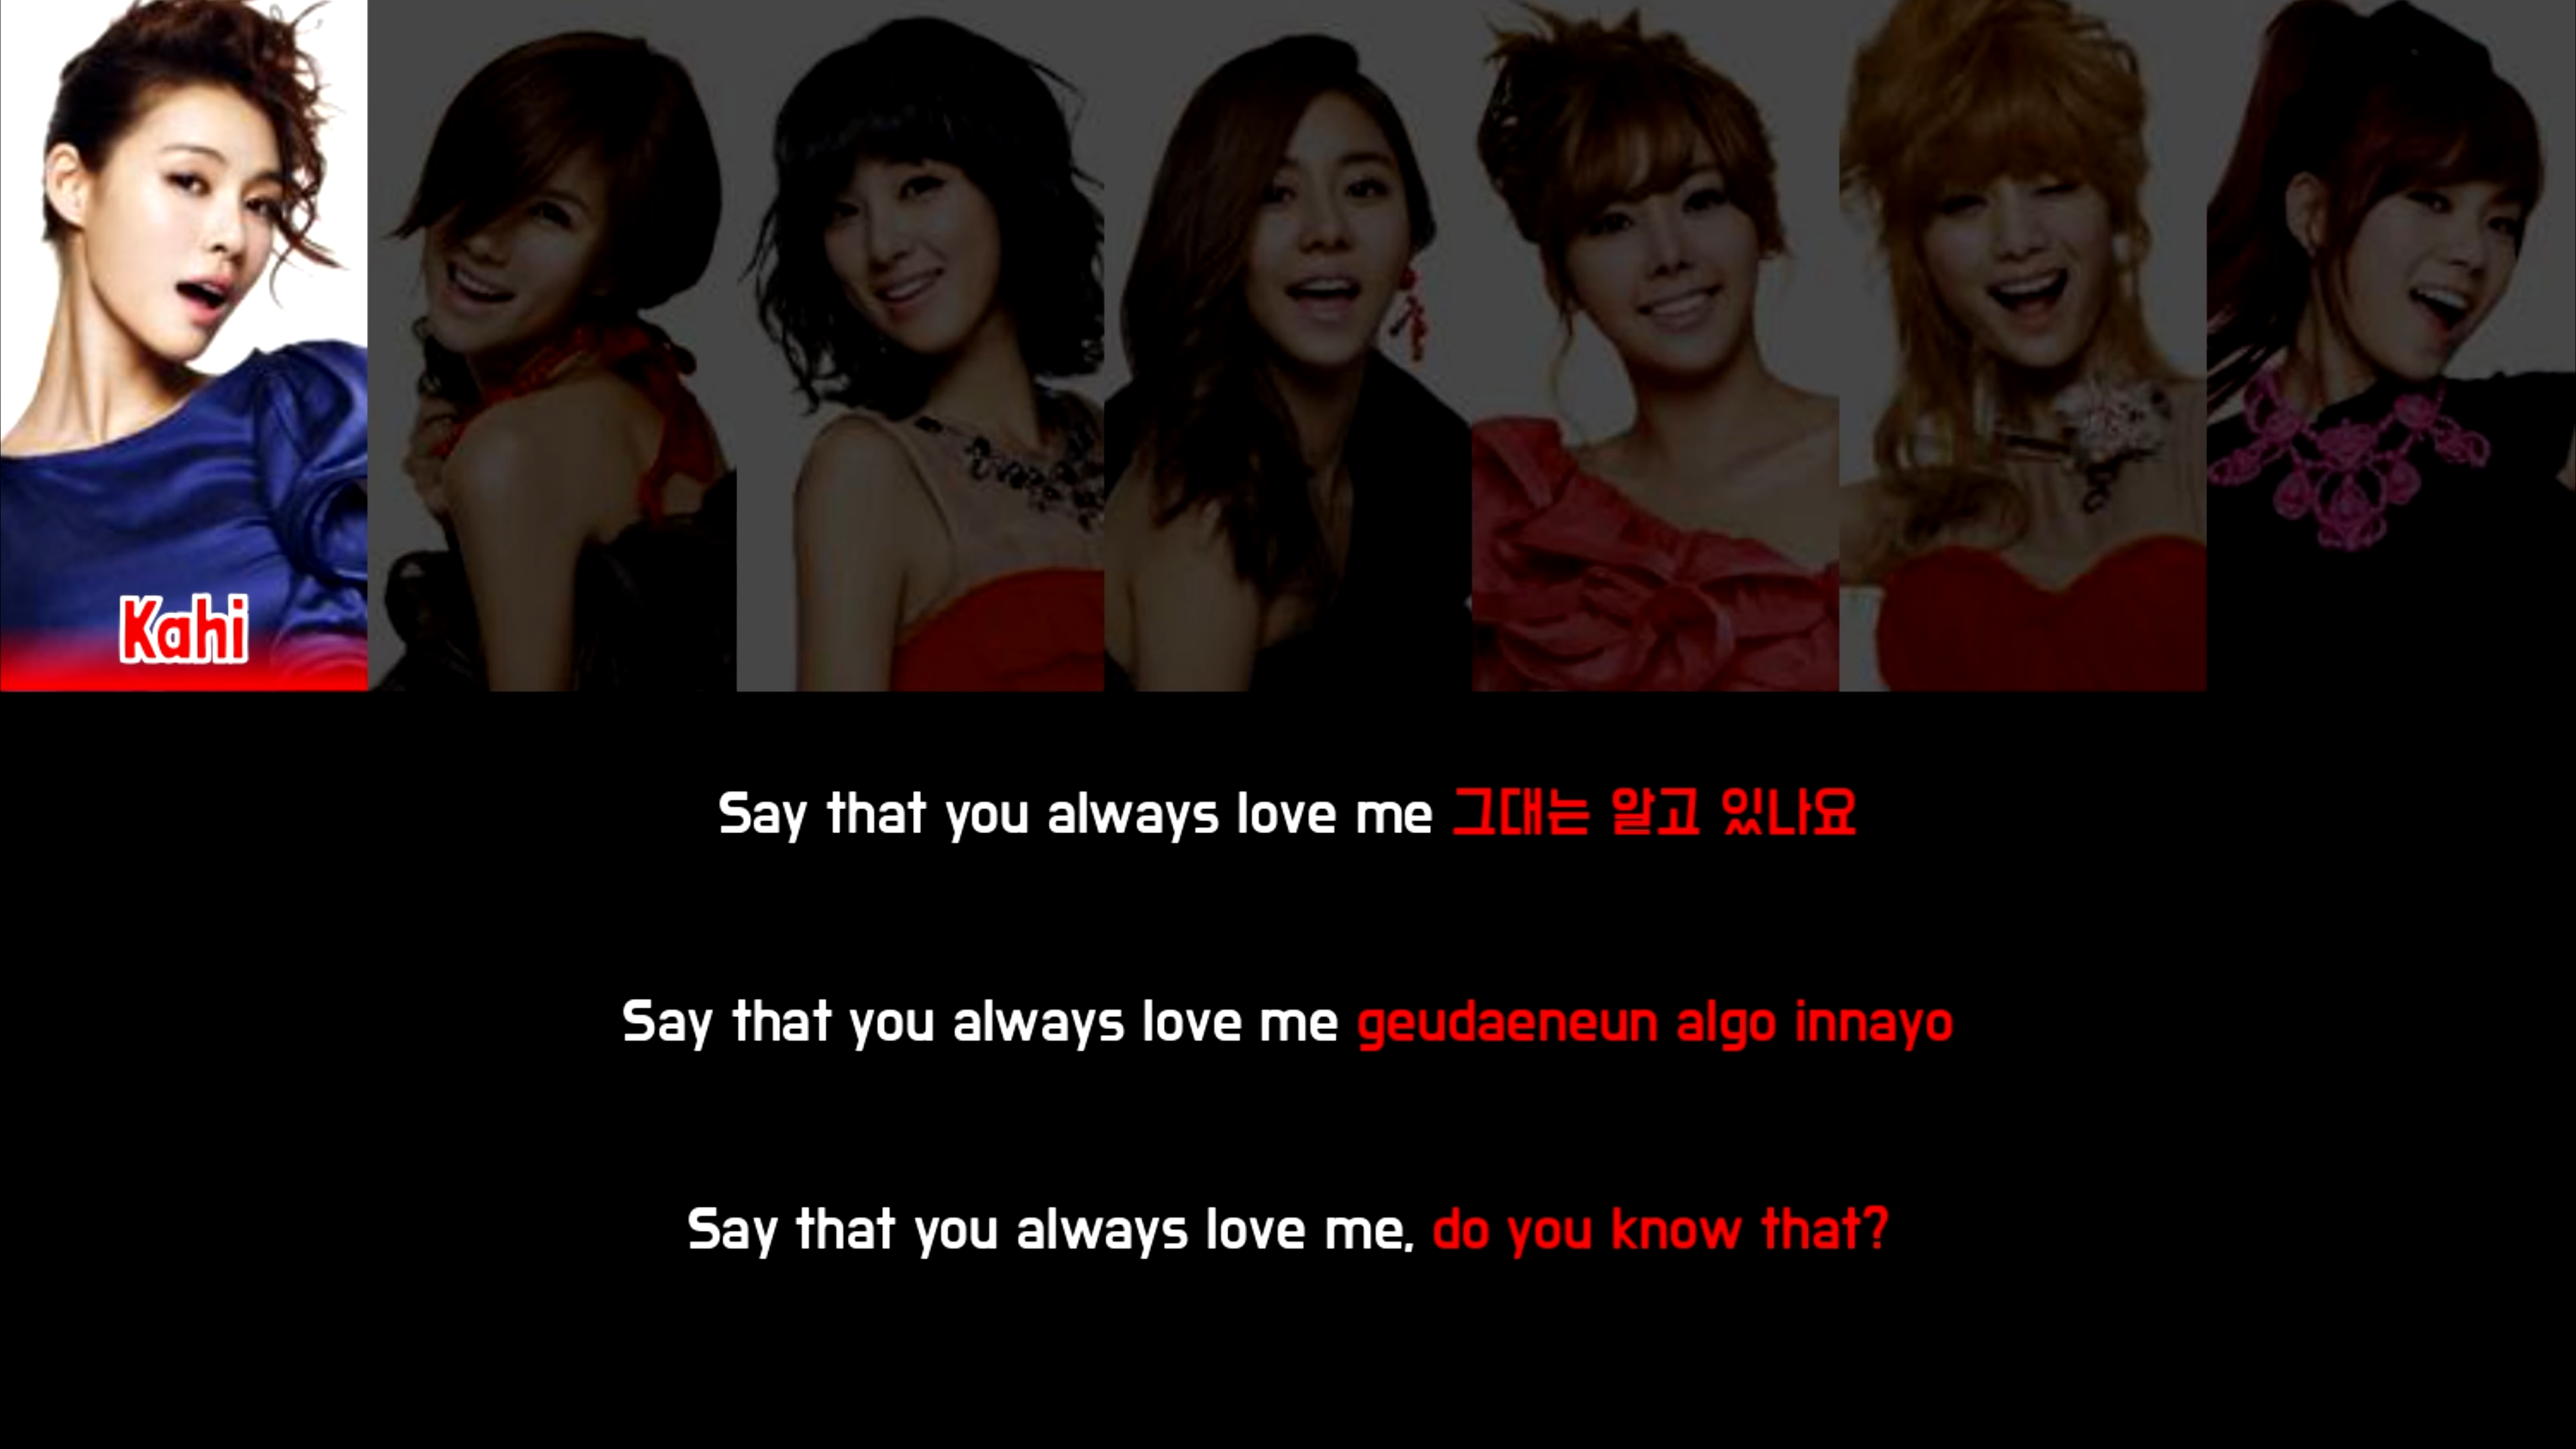 Kahi
Say that you always love me 그대는 알고 있나요
Say that you always love me geudaeneun algo innayo
Say that you always love me, do you know that?